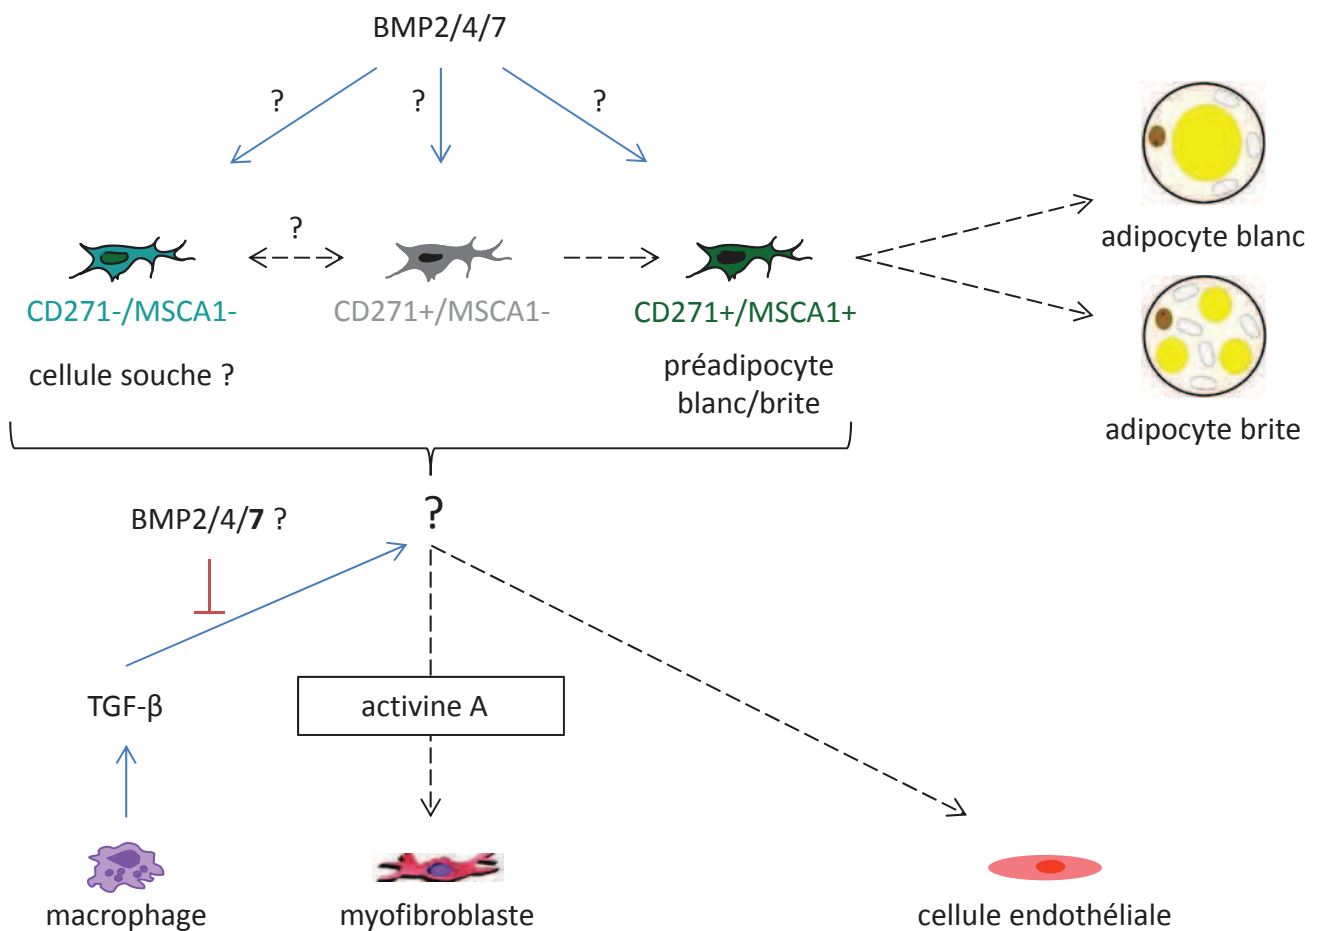 BMP2/4/7
?
?
?
?
adipocyte blanc
CD271-/MSCA1-
CD271+/MSCA1-
CD271+/MSCA1+
cellule souche ?
préadipocyte
blanc/brite
adipocyte brite
BMP2/4/7 ?
?
TGF-β
activine A
macrophage
myofibroblaste
cellule endothéliale